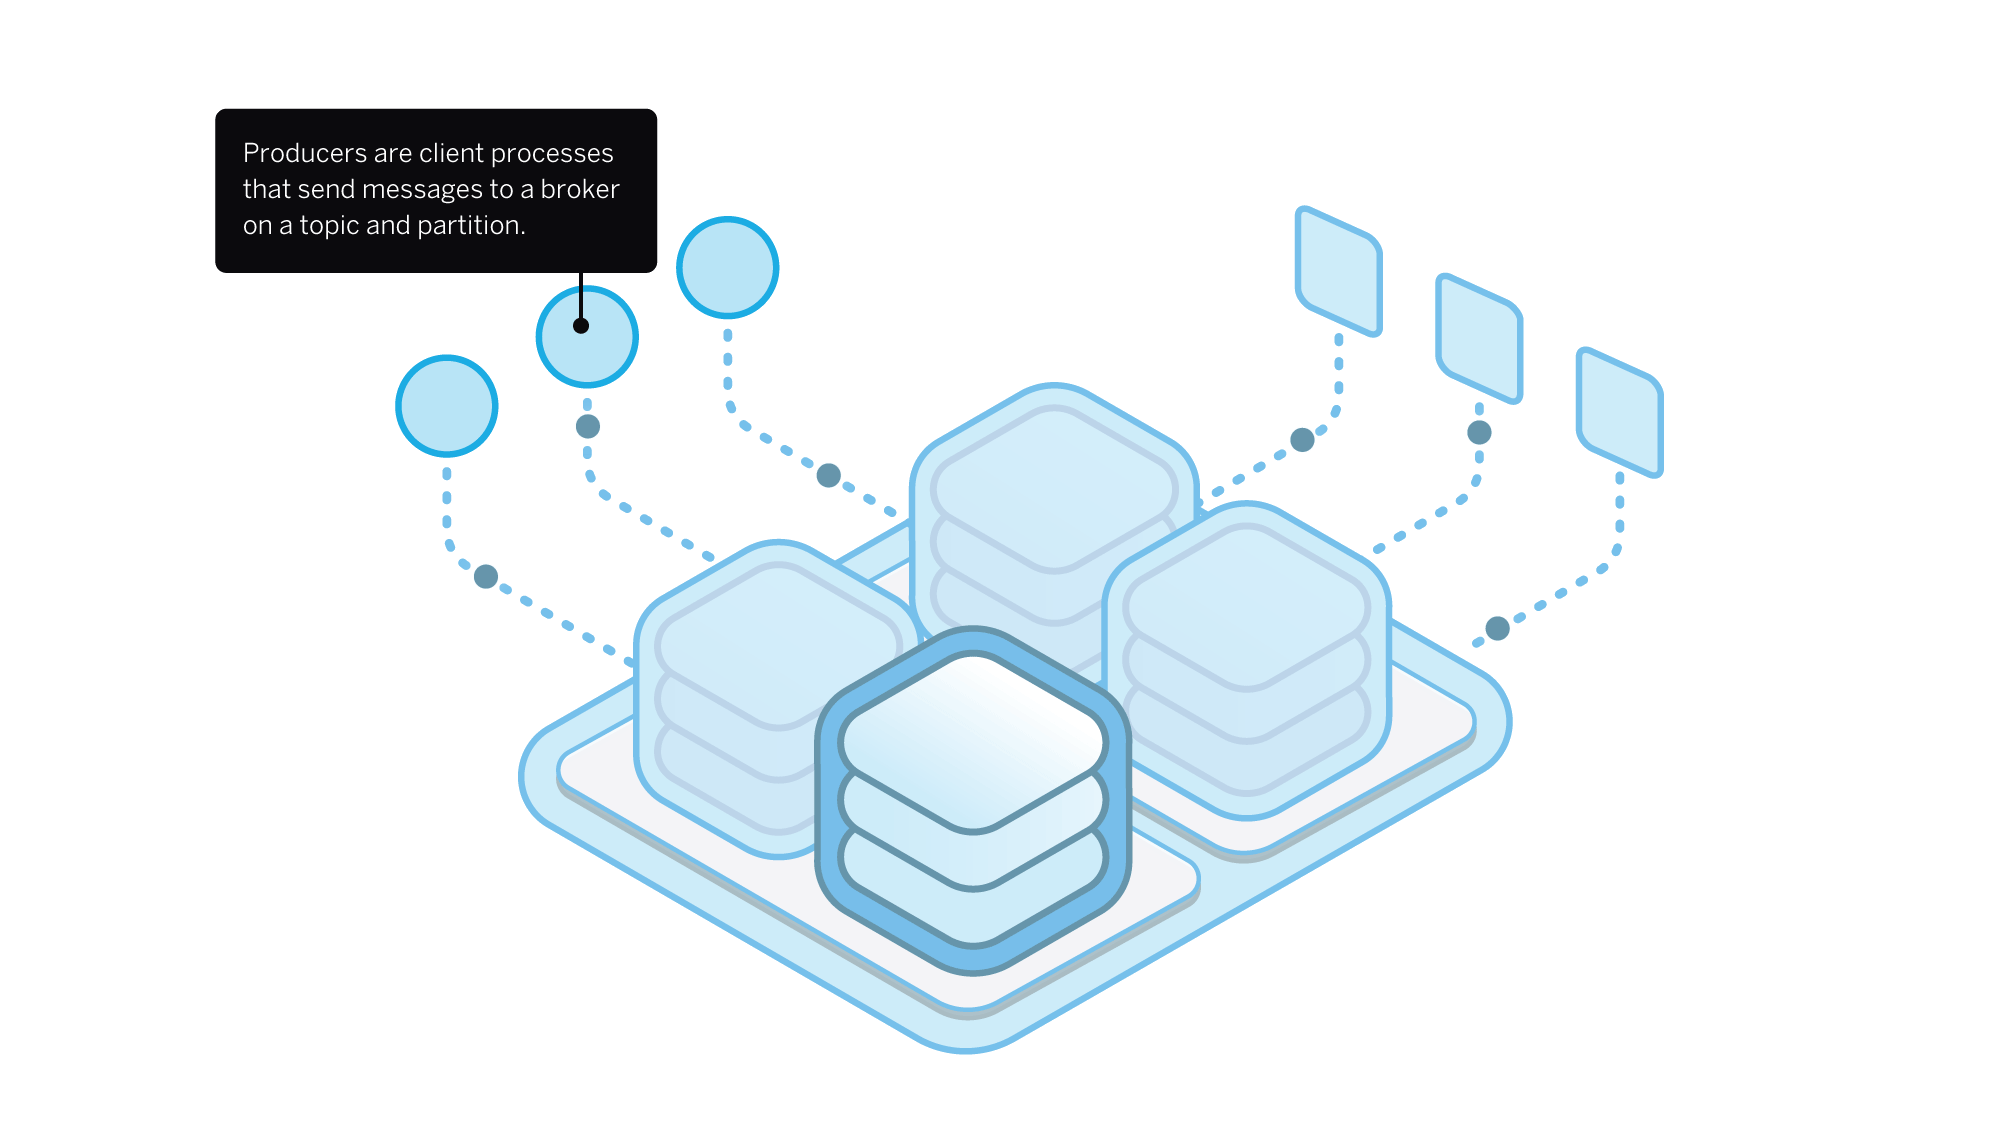 Producers are client processes
that send messages to a broker
on a topic and partition.